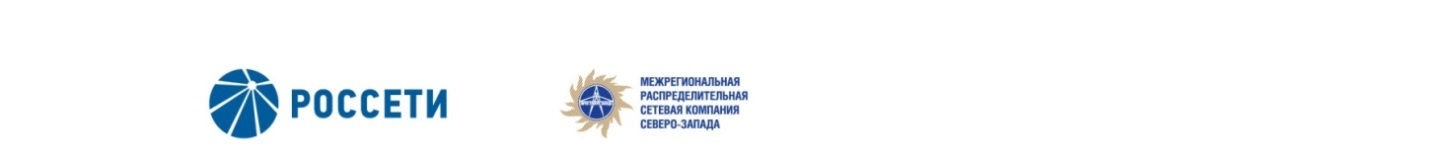 РОССЕТИ
МЕЖРЕГИОНАЛЬНАЯ
РАСПРЕДЕЛИТЕЛЬНАЯ
СЕТЕВАЯ КОМПАНИЯ
СЕВЕРО-ЗАПАДА